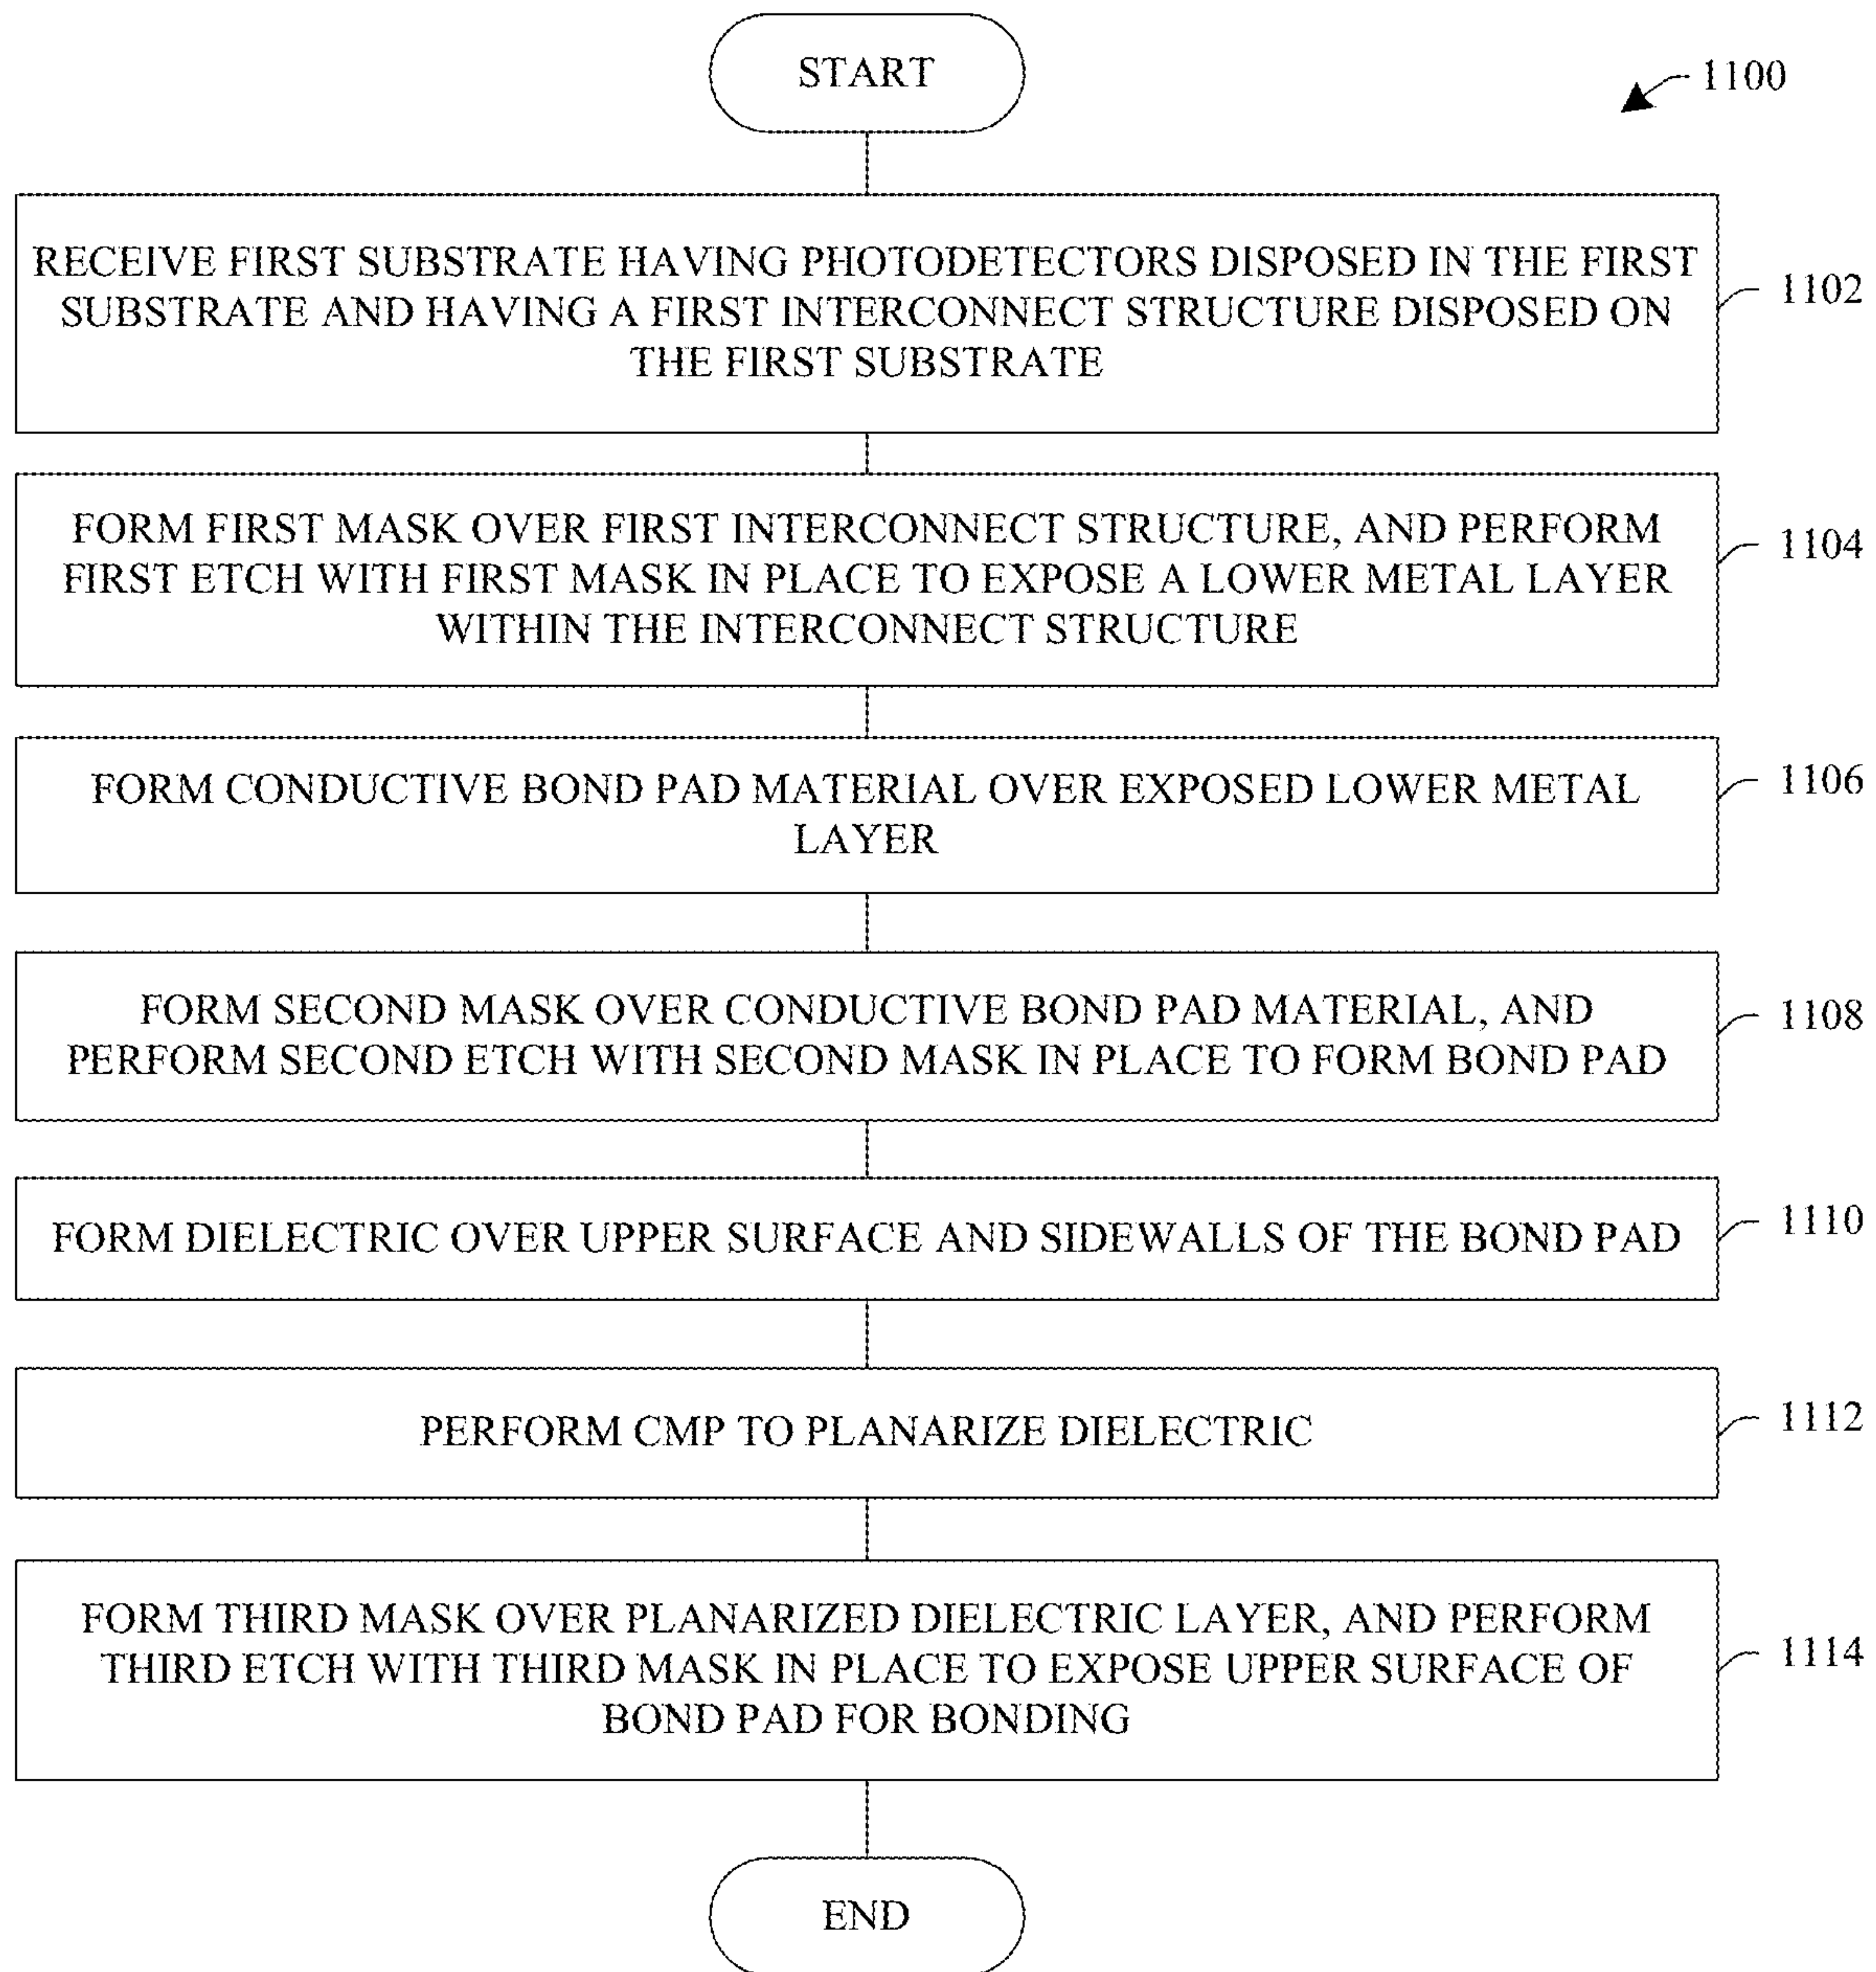 START
1100
RECEIVE FIRST SUBSTRATE HAVING PHOTODETECTORS DISPOSED IN THE FIRST
SUBSTRATE AND HAVING A FIRST INTERCONNECT STRUCTURE DISPOSED ON
THE FIRST SUBSTRATE
1102
FORM FIRST MASK OVER FIRST INTERCONNECT STRUCTURE, AND PERFORM
FIRST ETCH WITH FIRST MASK IN PLACE TO EXPOSE A LOWER METAL LAYER
WITHIN THE INTERCONNECT STRUCTURE
1104
FORM CONDUCTIVE BOND PAD MATERIAL OVER EXPOSED LOWER METAL
LAYER
1106
FORM SECOND MASK OVER CONDUCTIVE BOND PAD MATERIAL, AND
PERFORM SECOND ETCH WITH SECOND MASK IN PLACE TO FORM BOND PAD
1108
FORM DIELECTRIC OVER UPPER SURFACE AND SIDEWALLS OF THE BOND PAD
1110
PERFORM CMP TO PLANARIZE DIELECTRIC
1112
FORM THIRD MASK OVER PLANARIZED DIELECTRIC LAYER, AND PERFORM
THIRD ETCH WITH THIRD MASK IN PLACE TO EXPOSE UPPER SURFACE OF
BOND PAD FOR BONDING
1114
END